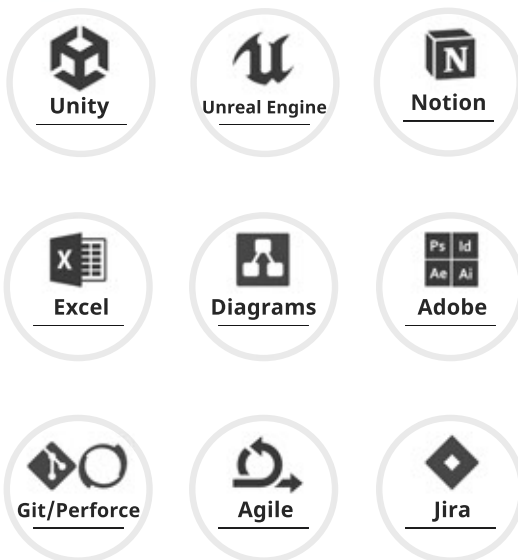 Unity
Unreal Engine
N
Notion
X
Excel
Diagrams
Ps Id
Ae Ai
Adobe
Git/Perforce
Agile
Jira